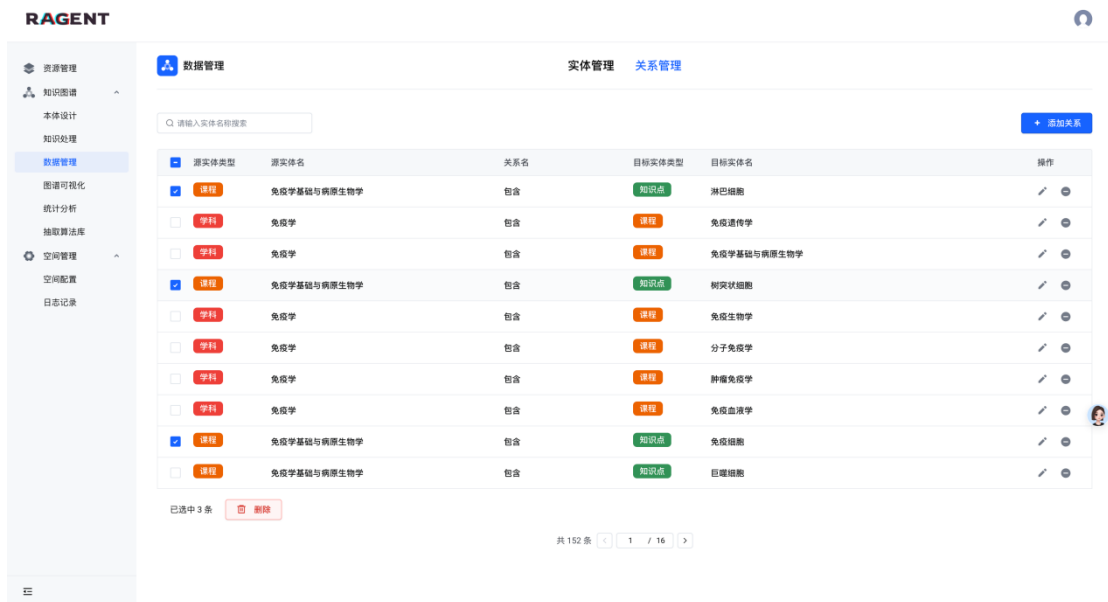 RAGENT
资源管理
知识图谱
本体设计
知识处理
数据管理
图谱可视化
统计分析
抽取算法库
空间管理
空间配置
日志记录
数据管理 实体管理 关系管理
请输入实体名称搜索 + 添加关系
源实体类型 源实体名 关系名 目标实体类型 目标实体名 操作
课程 免疫学基础与病原生物学 包含 知识点 淋巴细胞
学科 免疫学 包含 课程 免疫遗传学
学科 免疫学 包含 课程 免疫学基础与病原生物学
课程 免疫学基础与病原生物学 包含 知识点 树突状细胞
学科 免疫学 包含 课程 免疫生物学
学科 免疫学 包含 课程 分子免疫学
学科 免疫学 包含 课程 肿瘤免疫学
学科 免疫学 包含 课程 免疫血液学
课程 免疫学基础与病原生物学 包含 知识点 免疫细胞
课程 免疫学基础与病原生物学 包含 知识点 巨噬细胞
已选中 3 条 删除
共 152 条 < 1 / 16 >